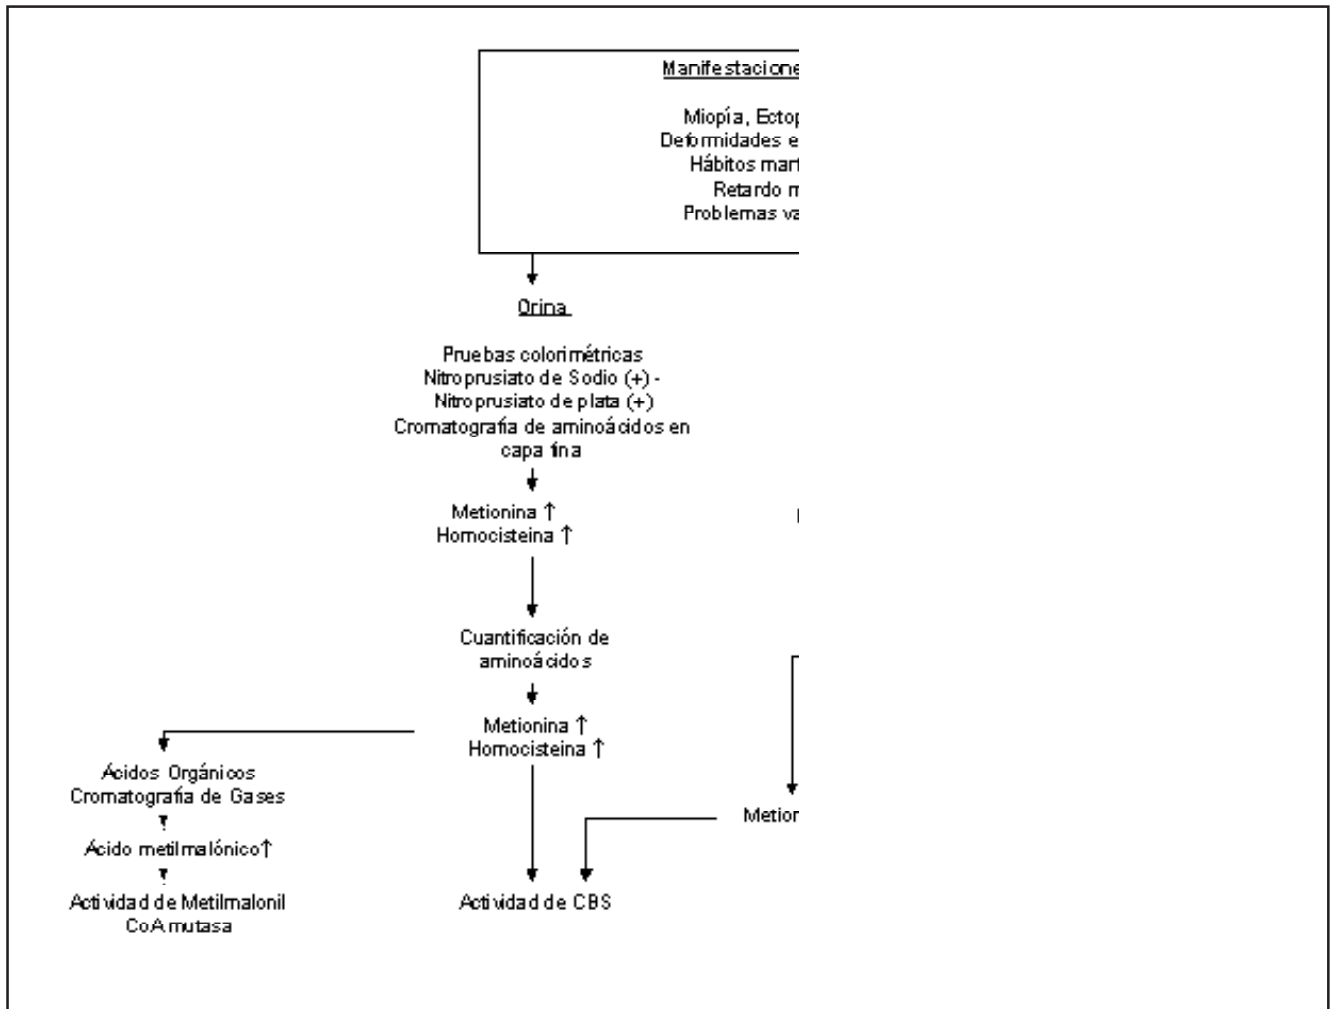 Manifestacione
Miopía, Ectop
Deformidades e
Hábitos mart
Retardo m
Problemas va
Orina
Pruebas colorimétricas
Nitroprusiato de Sodio (+) -
Nitroprusiato de plata (+)
Cromatografía de aminoácidos en
capa fina
Metionina ↑
Homocisteina ↑
Cuantificación de
aminoácidos
Metionina ↑
Homocisteina ↑
Ácidos Orgánicos
Cromatografía de Gases
Ácido metilmalónico↑
Actividad de Metilmalonil
CoA mutasa
Metion
Actividad de CBS